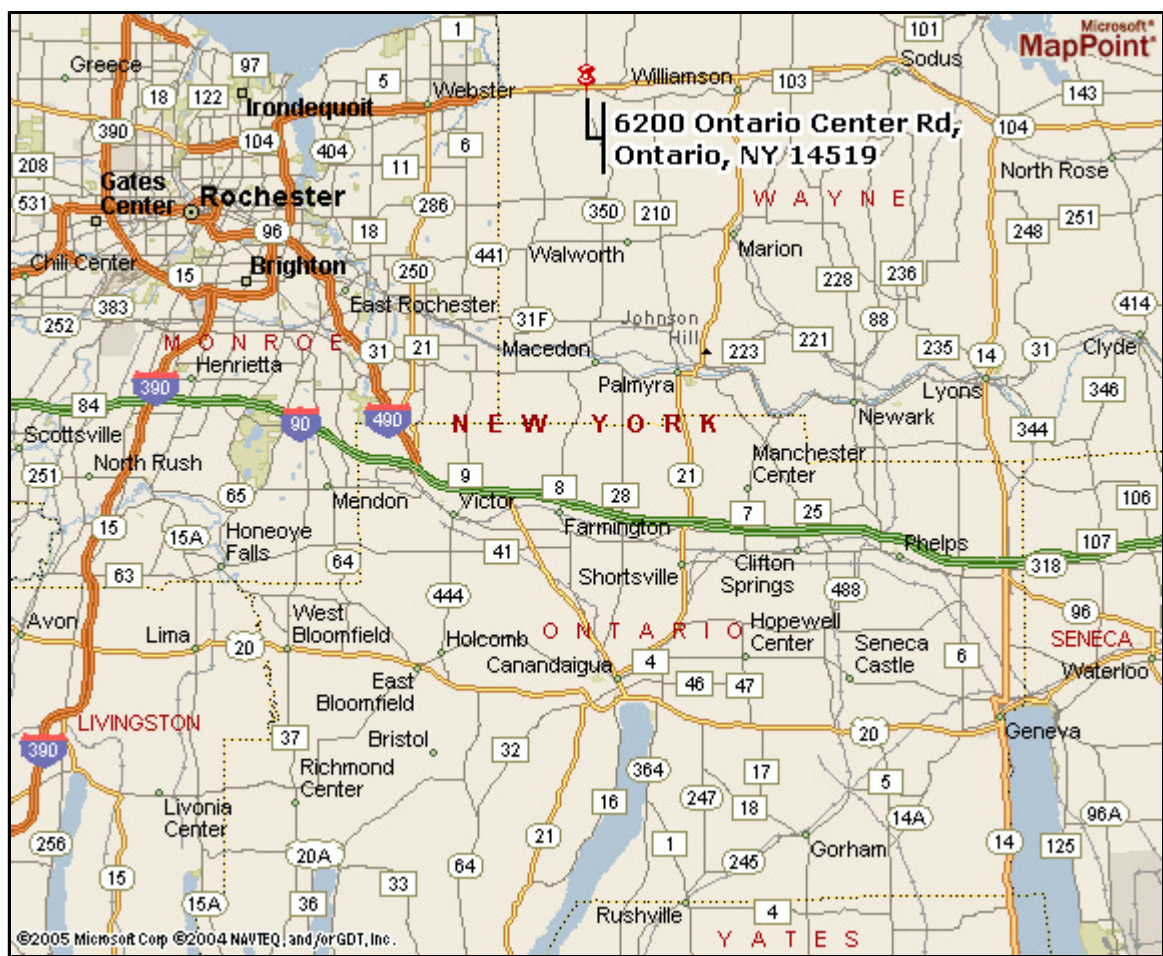 Microsoft®
MapPoint®
1
101
Greece
97
5
Williamson
Sodus
103
18
122
Irondequoit
Webster
143
390
104
6200 Ontario Center Rd,
Ontario, NY 14519
104
208
404
11
6
North Rose
Gates
Center
Rochester
WAYNE
531
286
350
210
251
96
18
248
441
Walworth
Marion
Chili Center
15
Brighton
250
228
236
383
East Rochester
414
252
31F
Johnson
Hill
88
MONROE
31
21
Macedon
223
221
235
14
31
Clyde
Henrietta
390
Palmyra
Lyons
346
84
90
490
NEW YORK
Newark
344
Scottsville
251
North Rush
9
21
Manchester
Center
65
Mendon
Victor
8
28
7
25
106
15
15A
Honeoye
Falls
Farmington
64
41
Clifton
Springs
Phelps
107
63
Shortsville
318
444
488
Avon
Lima
20
West
Bloomfield
Holcomb
ONTARIO
Hopewell
Center
96
Canandaigua
4
Seneca
Castle
6
SENECA
Waterloo
East
Bloomfield
46
47
LIVINGSTON
390
37
Bristol
32
20
Geneva
Richmond
Center
364
17
5
Livonia
Center
16
247
18
14A
96A
256
21
1
Gorham
14
125
15
20A
64
245
15A
36
33
Rushville
4
YATES
©2005 Microsoft Corp ©2004 NAVTEQ, and/or GDT, Inc.